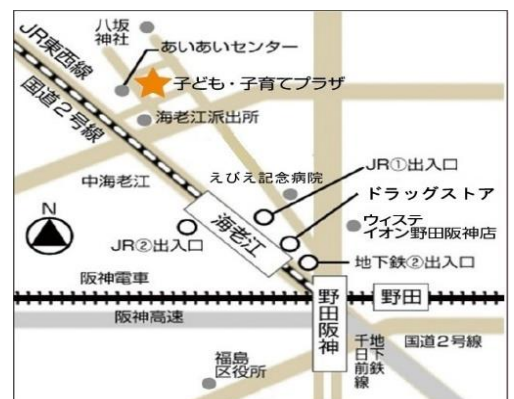 八坂
神社
あいあいセンター
子ども・子育てプラザ
JR東西線
国道2号線
海老江派出所
中海老江
えびえ記念病院
JR①出入口
ドラッグストア
海老江
N
JR②出入口
ウィステ
イオン野田阪神店
地下鉄②出入口
阪神電車
阪神高速
野田阪神
野田
福島
区役所
地下鉄
千日前線
国道2号線